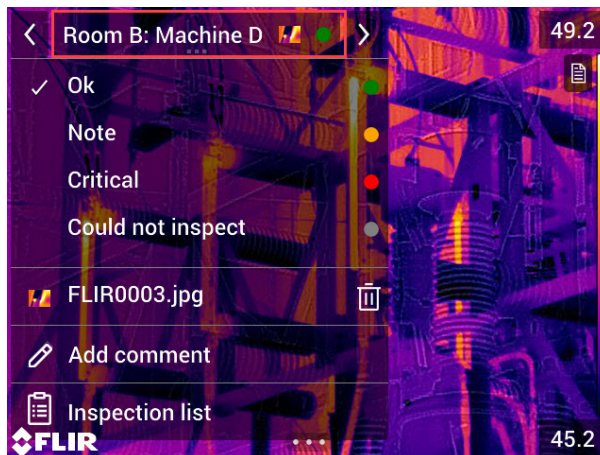 Room B: Machine D
49.2
Ok
Note
Critical
Could not inspect
FLIR0003.jpg
Add comment
Inspection list
FLIR
45.2